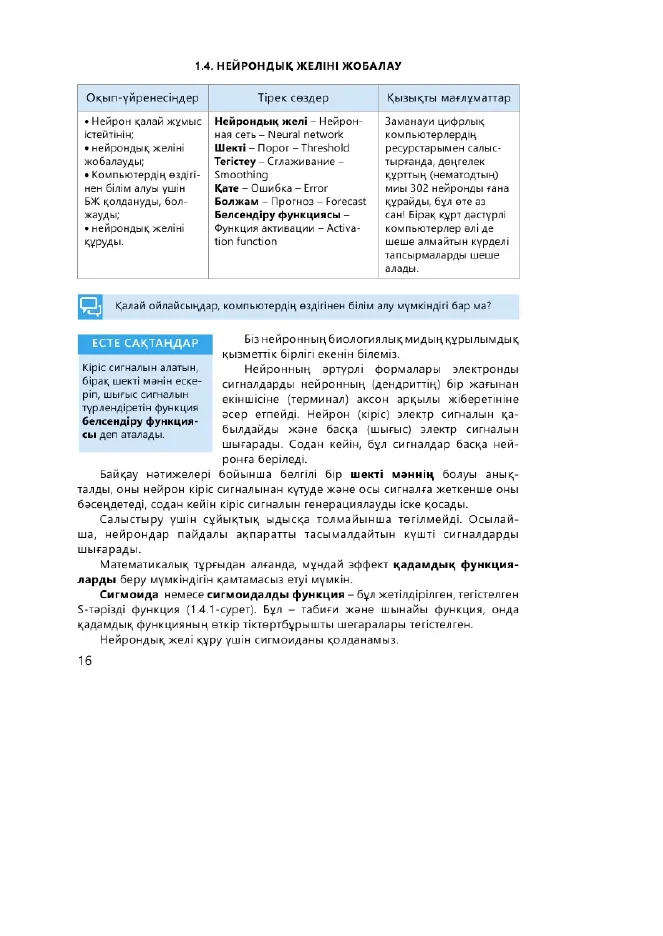 1.4. НЕЙРОНДЫҚ ЖЕЛІНІ ЖОБАЛАУ
Оқып-үйренесіңдер
• Нейрон қалай жұмыс
істейтінін;
• нейрондық желіні
жобалауды;
• Компьютердің өздігі-
нен білім алуы үшін
БЖ қолдануды, бол-
жауды;
• нейрондық желіні
құруды.
Тірек сөздер
Нейрондық желі – Нейрон-
ная сеть – Neural network
Шекті – Порог – Threshold
Тегістеу – Сглаживание –
Smoothing
Қате – Ошибка – Error
Болжам – Прогноз – Forecast
Белсендіру функциясы –
Функция активации – Activa-
tion function
Қызықты мағлұматтар
Заманауи цифрлық
компьютерлердің
ресурстарымен салыс-
тырғанда, дөңгелек
құрттың (нематодтың)
миы 302 нейронды ғана
құрайды, бұл өте аз
сан! Бірақ құрт дәстүрлі
компьютерлер әлі де
шеше алмайтын күрделі
тапсырмаларды шеше
алады.
Қалай ойлайсыңдар, компьютердің өздігінен білім алу мүмкіндігі бар ма?
ЕСТЕ САҚТАҢДАР
Кіріс сигналын алатын,
бірақ шекті мәнін еске-
ріп, шығыс сигналын
түрлендіретін функция
белсендіру функция-
сы деп аталады.
Біз нейронның биологиялық мидың құрылымдық
қызметтік бірлігі екенін білеміз.
Нейронның әртүрлі формалары электронды
сигналдарды нейронның (дендриттің) бір жағынан
екіншісіне (терминал) аксон арқылы жіберетініне
әсер етпейді. Нейрон (кіріс) электр сигналын қа-
былдайды және басқа (шығыс) электр сигналын
шығарады. Содан кейін, бұл сигналдар басқа ней-
ронға беріледі.
Байқау нәтижелері бойынша белгілі бір шекті мәннің болуы анық-
талды, оны нейрон кіріс сигналынан күтуде және осы сигналға жеткенше оны
бәсеңдетеді, содан кейін кіріс сигналын генерациялауды іске қосады.
Салыстыру үшін сұйықтық ыдысқа толмайынша төгілмейді. Осылай-
ша, нейрондар пайдалы ақпаратты тасымалдайтын күшті сигналдарды
шығарады.
Математикалық тұрғыдан алғанда, мұндай эффект қадамдық функция-
ларды беру мүмкіндігін қамтамасыз етуі мүмкін.
Сигмоида немесе сигмоидалды функция – бұл жетілдірілген, тегістелген
S-тәрізді функция (1.4.1-сурет). Бұл – табиғи және шынайы функция, онда
қадамдық функцияның өткір тіктөртбұрышты шегаралары тегістелген.
Нейрондық желі құру үшін сигмоиданы қолданамыз.
16